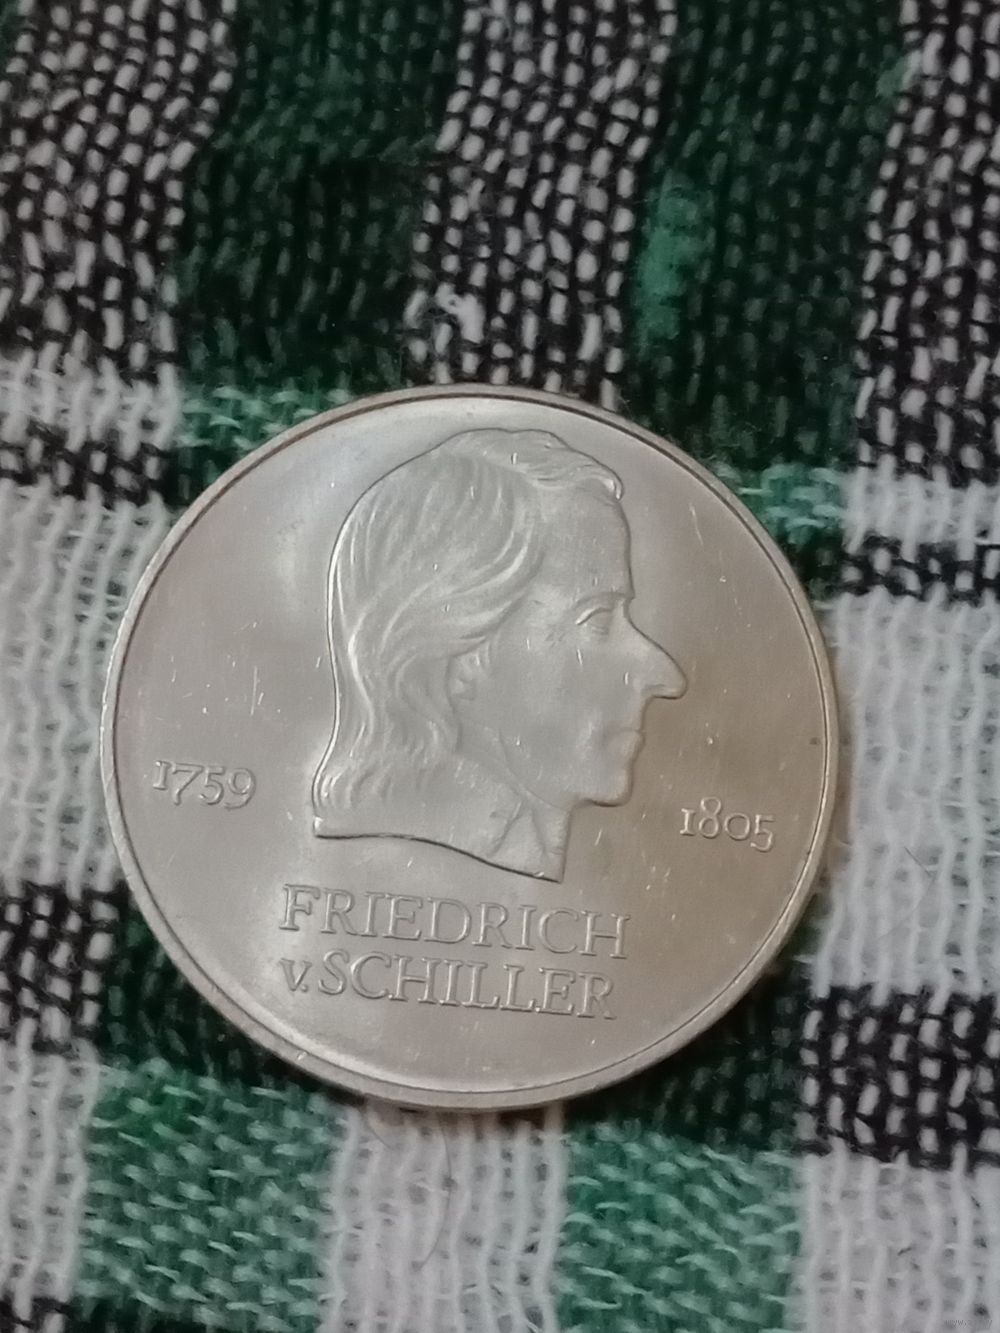 1759
1805
FRIEDRICH
v. SCHILLER